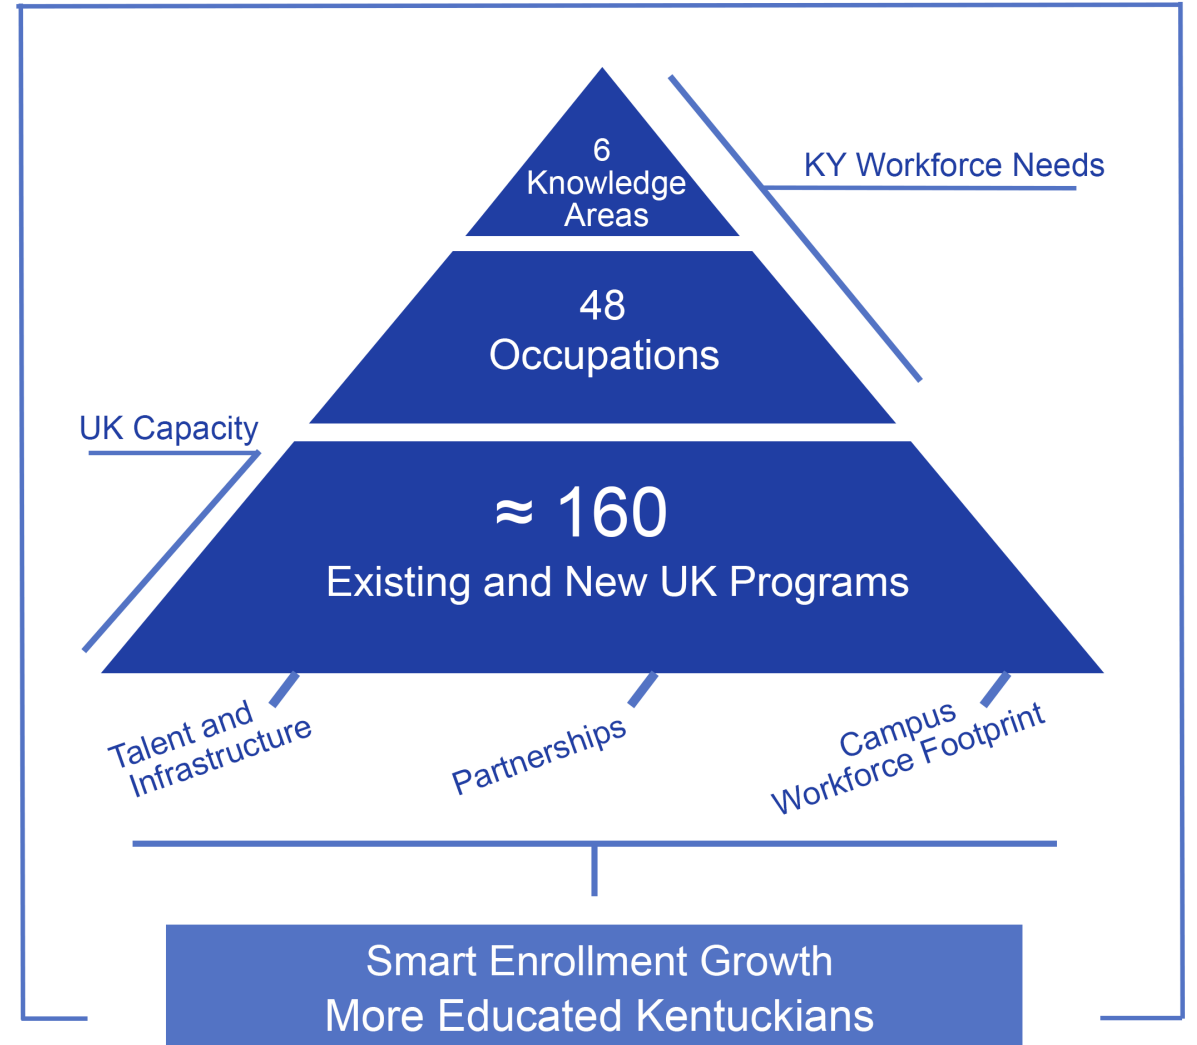 6
Knowledge
Areas
KY Workforce Needs
48
Occupations
UK Capacity
≈ 160
Existing and New UK Programs
Talent and
Infrastructure
Partnerships
Campus
Workforce Footprint
Smart Enrollment Growth
More Educated Kentuckians